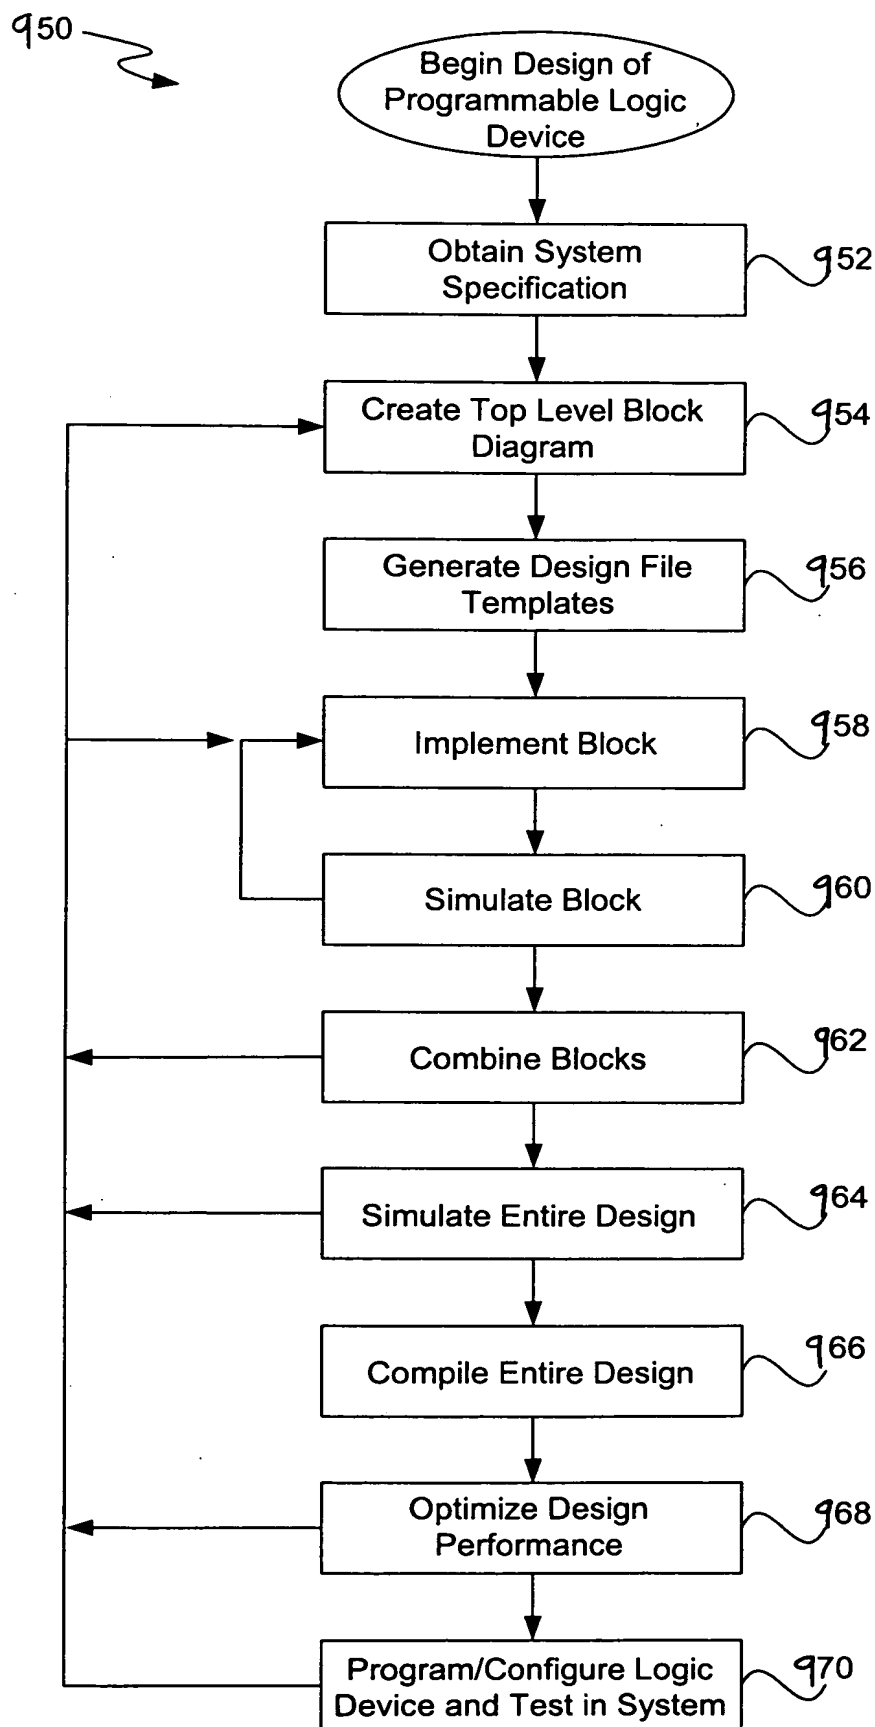 950
Begin Design of
Programmable Logic
Device
Obtain System
Specification
952
Create Top Level Block
Diagram
954
Generate Design File
Templates
956
Implement Block
958
Simulate Block
960
Combine Blocks
962
Simulate Entire Design
964
Compile Entire Design
966
Optimize Design
Performance
968
Program/Configure Logic
Device and Test in System
970